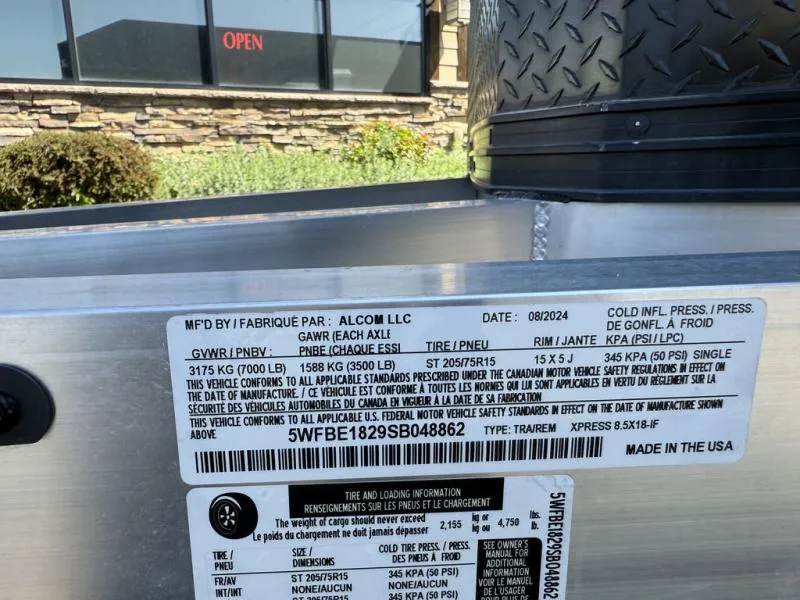 OPEN
MF'D BY / FABRIQUÉ PAR : ALCOM LLC DATE : 08/2024 COLD INFL. PRESS. / PRESS. DE GONFL. À FROID
GVWR / PNBV : GAWR (EACH AXLE PNBE (CHAQUE ESSI TIRE / PNEU RIM / JANTE KPA (PSI / LPC)
3175 KG (7000 LB) 1588 KG (3500 LB) ST 205/75R15 15 X 5 J 345 KPA (50 PSI) SINGLE
THIS VEHICLE CONFORMS TO ALL APPLICABLE STANDARDS PRESCRIBED UNDER THE CANADIAN MOTOR VEHICLE SAFETY REGULATIONS IN EFFECT ON
THE DATE OF MANUFACTURE. / CE VÉHICULE EST CONFORME À TOUTES LES NORMES QUI LUI SONT APPLICABLES EN VERTU DU RÉGLEMENT SUR LA
SÉCURITÉ DES VÉHICULES AUTOMOBILES DU CANADA EN VIGUEUR À LA DATE DE SA FABRICATION
THIS VEHICLE CONFORMS TO ALL APPLICABLE U.S. FEDERAL MOTOR VEHICLE SAFETY STANDARDS IN EFFECT ON THE DATE OF MANUFACTURE SHOWN
ABOVE 5WFBE1829SB048862 TYPE: TRA/REM XPRESS 8.5X18-IF
MADE IN THE USA
TIRE AND LOADING INFORMATION
RENSEIGNEMENTS SUR LES PNEUS ET LE CHARGEMENT
The weight of cargo should never exceed 2,155 kg or 4,750 lbs.
Le poids du chargement ne doit jamais dépasser kg ou lb.
TIRE / PNEU SIZE / DIMENSIONS COLD TIRE PRESS. / PRESS. DES PNEUS À FROID
FR/AV ST 205/75R15 345 KPA (50 PSI)
INT/INT NONE/AUCUN NONE/AUCUN
ST 205/75R15 345 KPA (50 PSI)
SEE OWNER'S
MANUAL FOR
ADDITIONAL
INFORMATION
VOIR LE MANUEL
DE L'USAGER
POUR PLUS DE
5WFBE1829SB048862